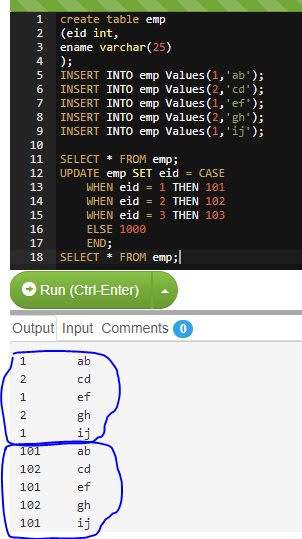 1 create table emp
2 (eid int,
3 ename varchar(25)
4 );
5 INSERT INTO emp Values(1,'ab');
6 INSERT INTO emp Values(2,'cd');
7 INSERT INTO emp Values(1,'ef');
8 INSERT INTO emp Values(2,'gh');
9 INSERT INTO emp Values(1,'ij');
10
11 SELECT * FROM emp;
12 UPDATE emp SET eid = CASE
13 WHEN eid = 1 THEN 101
14 WHEN eid = 2 THEN 102
15 WHEN eid = 3 THEN 103
16 ELSE 1000
17 END;
18 SELECT * FROM emp;
Run (Ctrl-Enter)
Output Input Comments 0
1 ab
2 cd
1 ef
2 gh
1 ij
101 ab
102 cd
101 ef
102 gh
101 ij